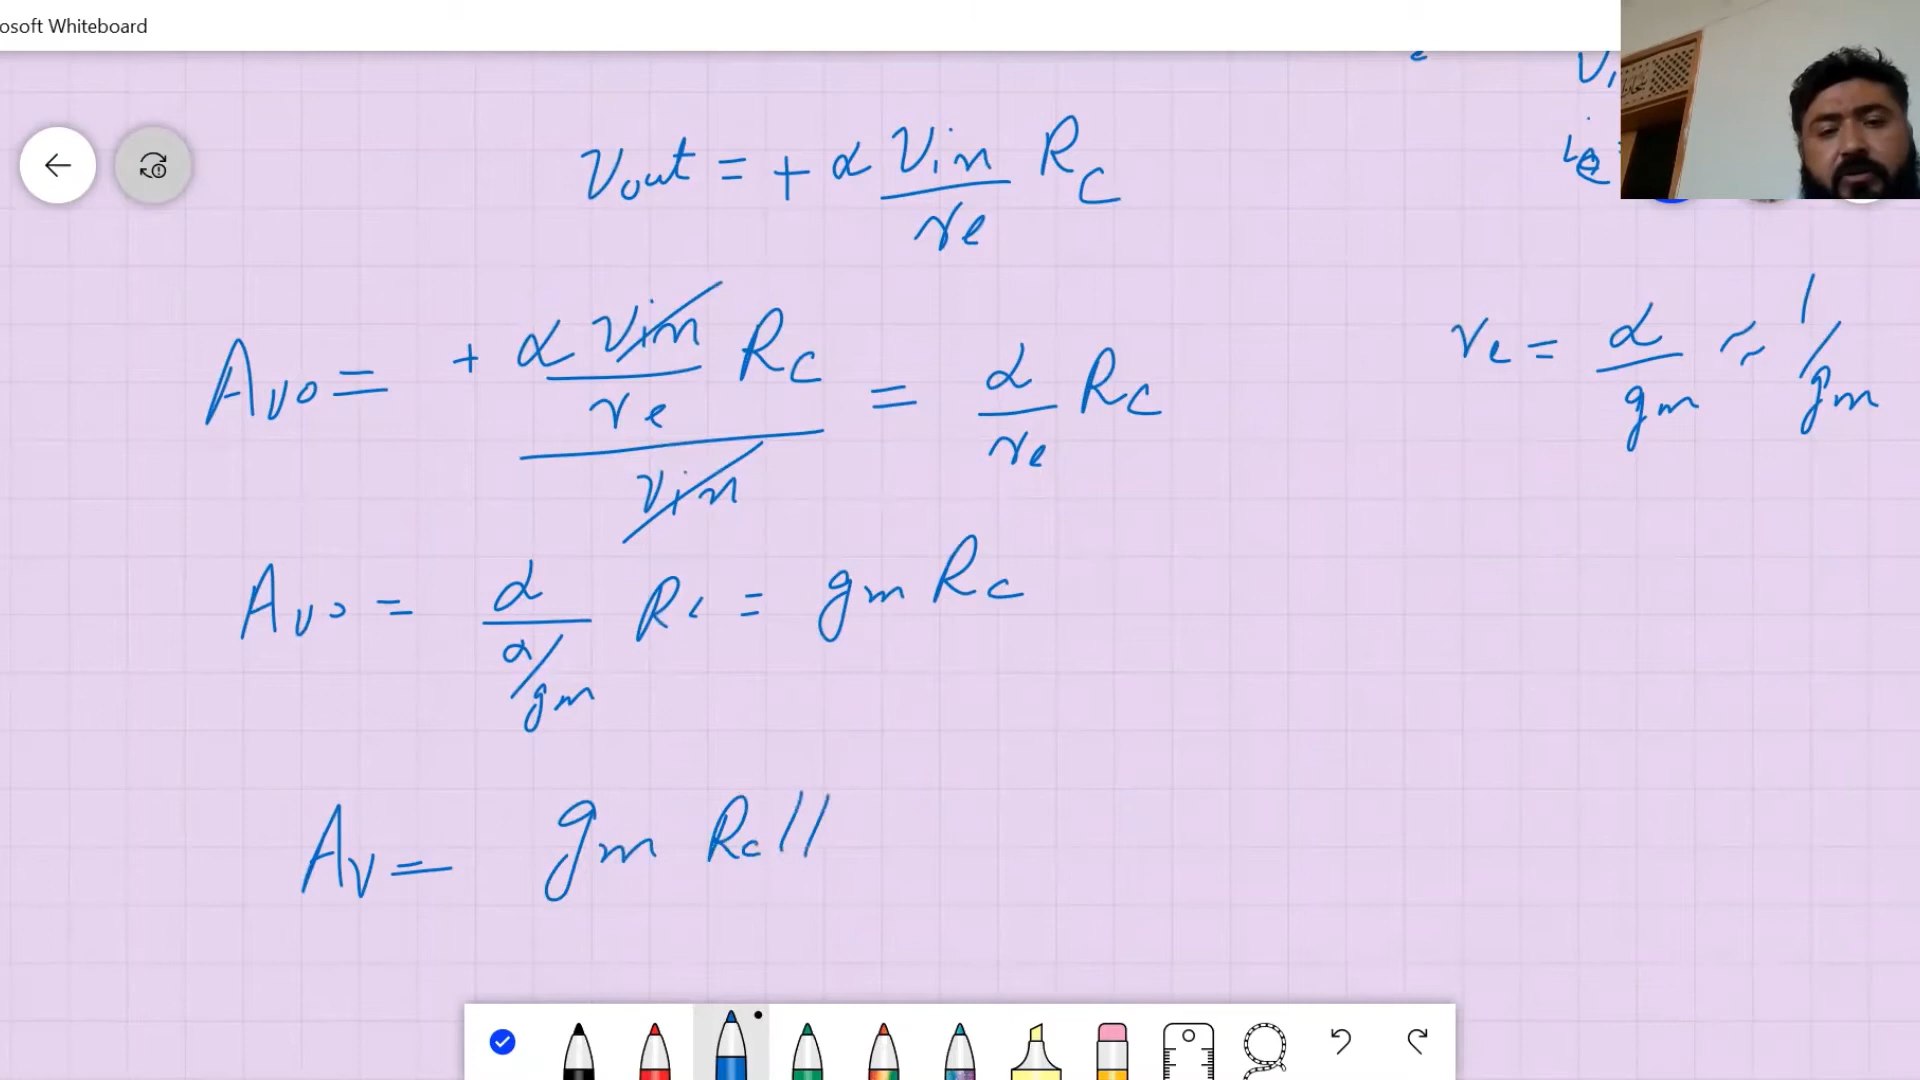 osoft Whiteboard
Vout = + α Vin/re RC
Avo = + (α Vin/re RC)/Vin = α/re RC
re = α/gm ≈ 1/gm
Avo = α/(α/gm) Rc = gm Rc
Av = gm Rc //